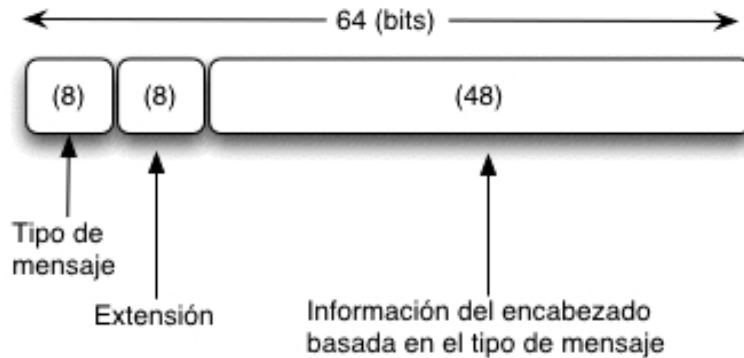 64 (bits)
(8)
(8)
(48)
Tipo de
mensaje
Extensión
Información del encabezado
basada en el tipo de mensaje